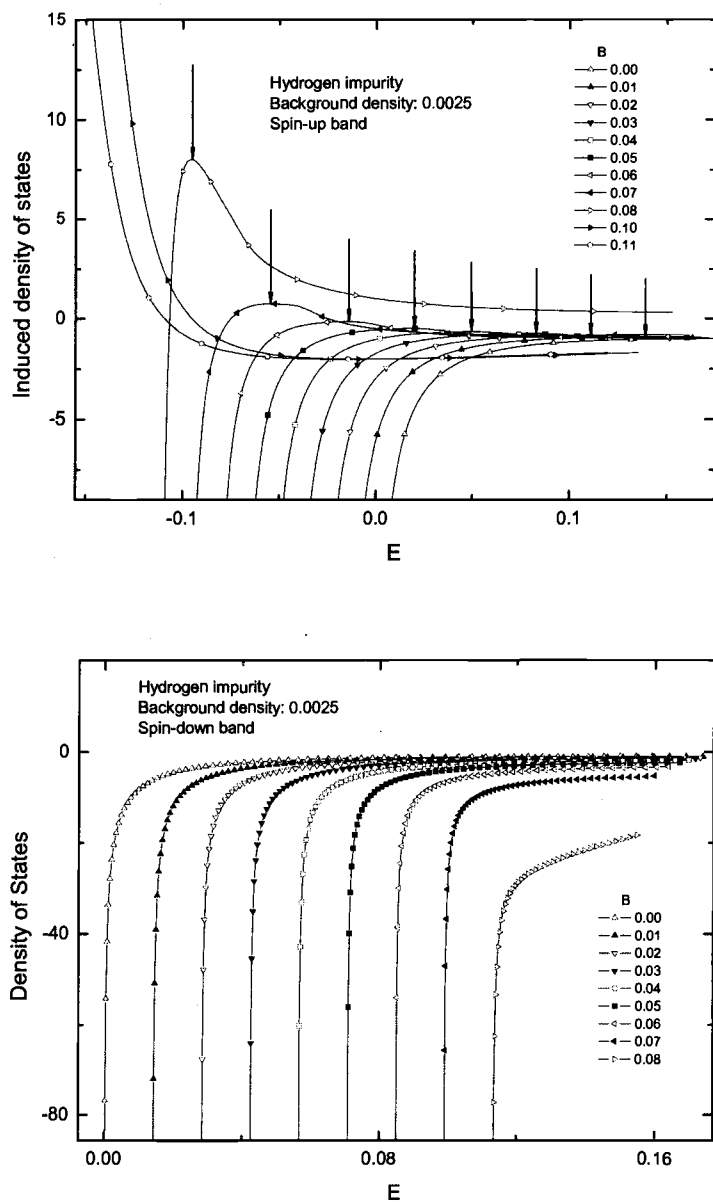 15
10
5
0
-5
Induced density of states
Hydrogen impurity
Background density: 0.0025
Spin-up band
B
0.00
0.01
0.02
0.03
0.04
0.05
0.06
0.07
0.08
0.10
0.11
-0.1
0.0
0.1
E
Hydrogen impurity
Background density: 0.0025
Spin-down band
0
-40
-80
Density of States
B
0.00
0.01
0.02
0.03
0.04
0.05
0.06
0.07
0.08
0.00
0.08
0.16
E